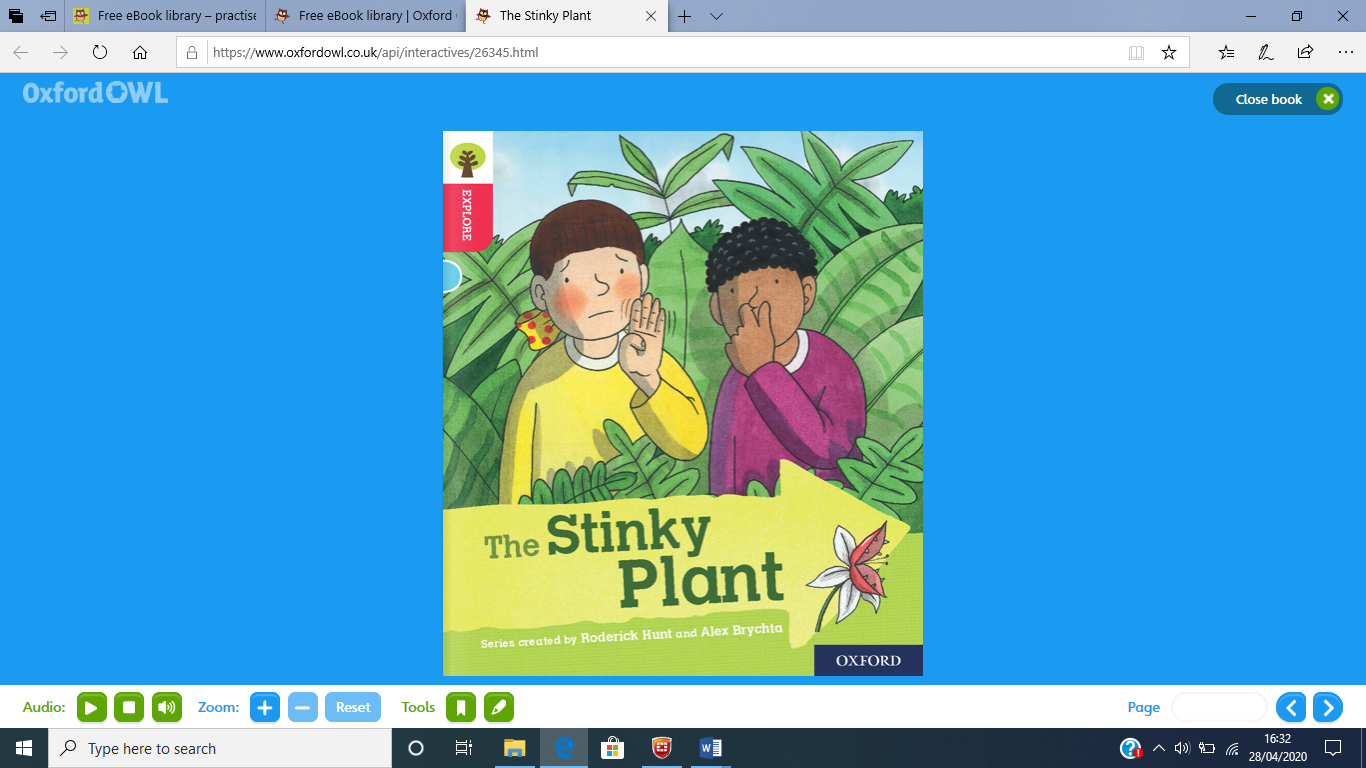 Free eBook library – practise
Free eBook library | Oxford
The Stinky Plant
https://www.oxfordowl.co.uk/api/interactives/26345.html
Oxford OWL
Close book
EXPLORE
The Stinky
Plant
Series created by Roderick Hunt and Alex Brychta
OXFORD
Audio:
Zoom:
Reset
Tools
Page
Type here to search
16:32
28/04/2020